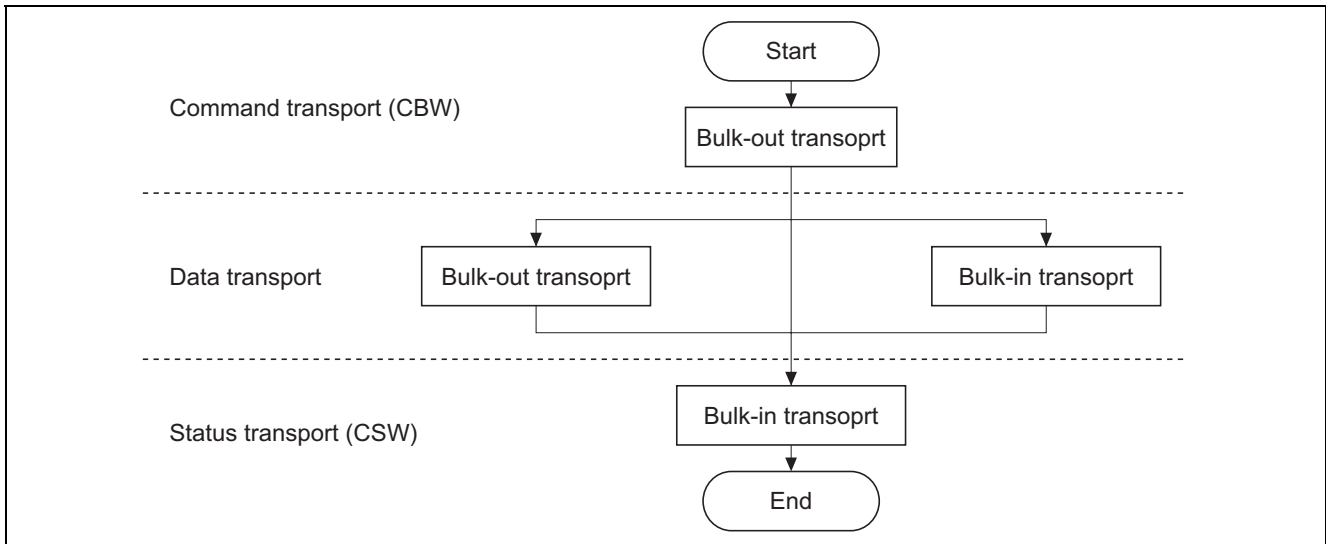 Start
Command transport (CBW)
Bulk-out transoprt
Data transport
Bulk-out transoprt
Bulk-in transoprt
Bulk-in transoprt
Status transport (CSW)
End